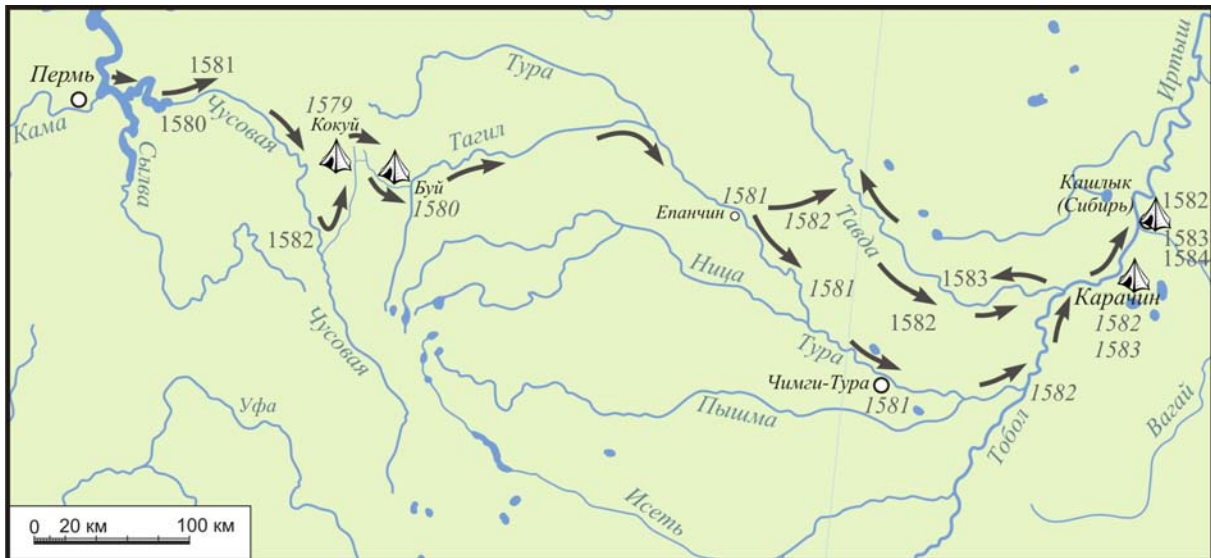 Пермь
1581
Кама
1580
Чусовая
Сылва
1579
Кокуй
Тура
Тагил
Буй
1580
1582
Чусовая
Уфа
Епанчин
1581
1582
Тавда
Ница
1581
Тура
1582
1583
Чимги-Тура
1581
Пышма
Исеть
1582
Тобол
Иртыш
Кашлык
(Сибирь)
1582
1583
1584
Карачин
1582
1583
Вагай
0 20 км 100 км